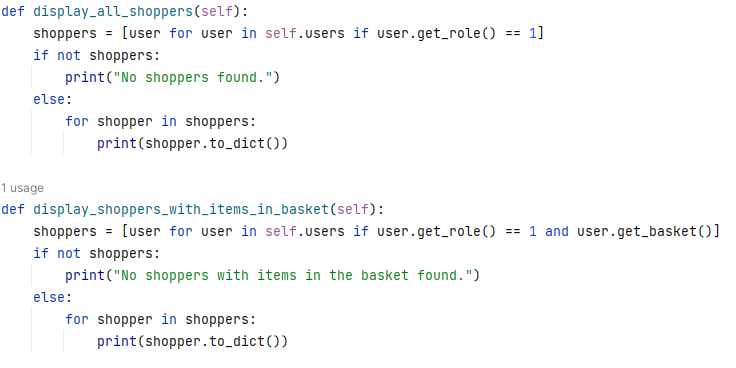 def display_all_shoppers(self):
    shoppers = [user for user in self.users if user.get_role() == 1]
    if not shoppers:
        print("No shoppers found.")
    else:
        for shopper in shoppers:
            print(shopper.to_dict())
1 usage
def display_shoppers_with_items_in_basket(self):
    shoppers = [user for user in self.users if user.get_role() == 1 and user.get_basket()]
    if not shoppers:
        print("No shoppers with items in the basket found.")
    else:
        for shopper in shoppers:
            print(shopper.to_dict())